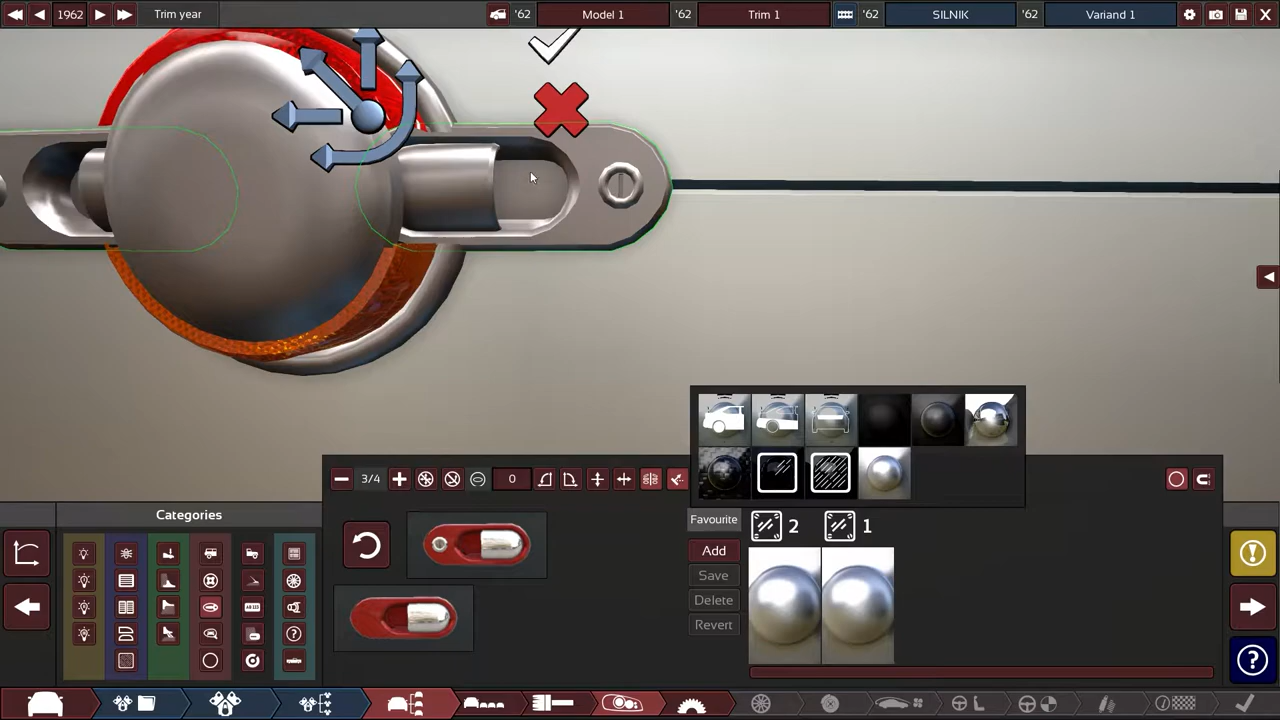 1962 Trim year '62 Model 1 '62 Trim 1 '62 SILNIK '62 Variand 1
3/4 0
Categories
Favourite 2 1
Add
Save
Delete
Revert